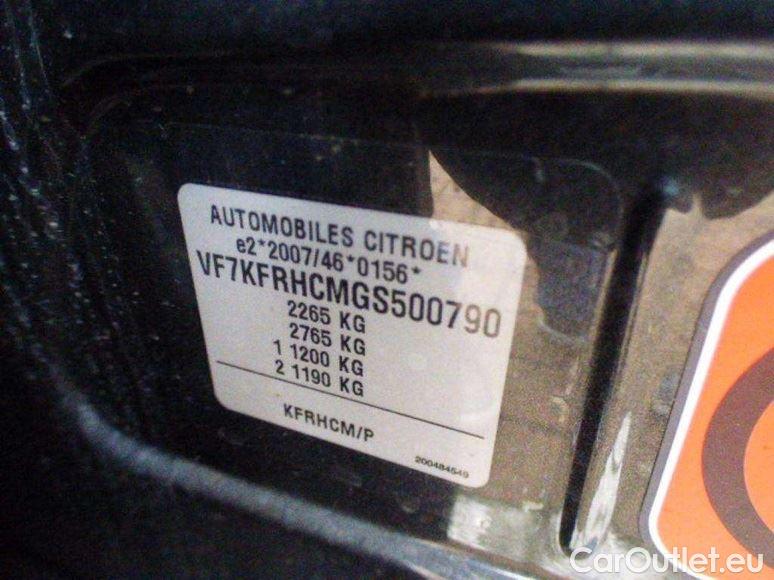 AUTOMOBILES CITROEN
e2*2007/46*0156*
VF7KFRHCMGS500790
2265 KG
2765 KG
1 1200 KG
2 1190 KG
KFRHCM/P
200484549
CarOutlet.eu